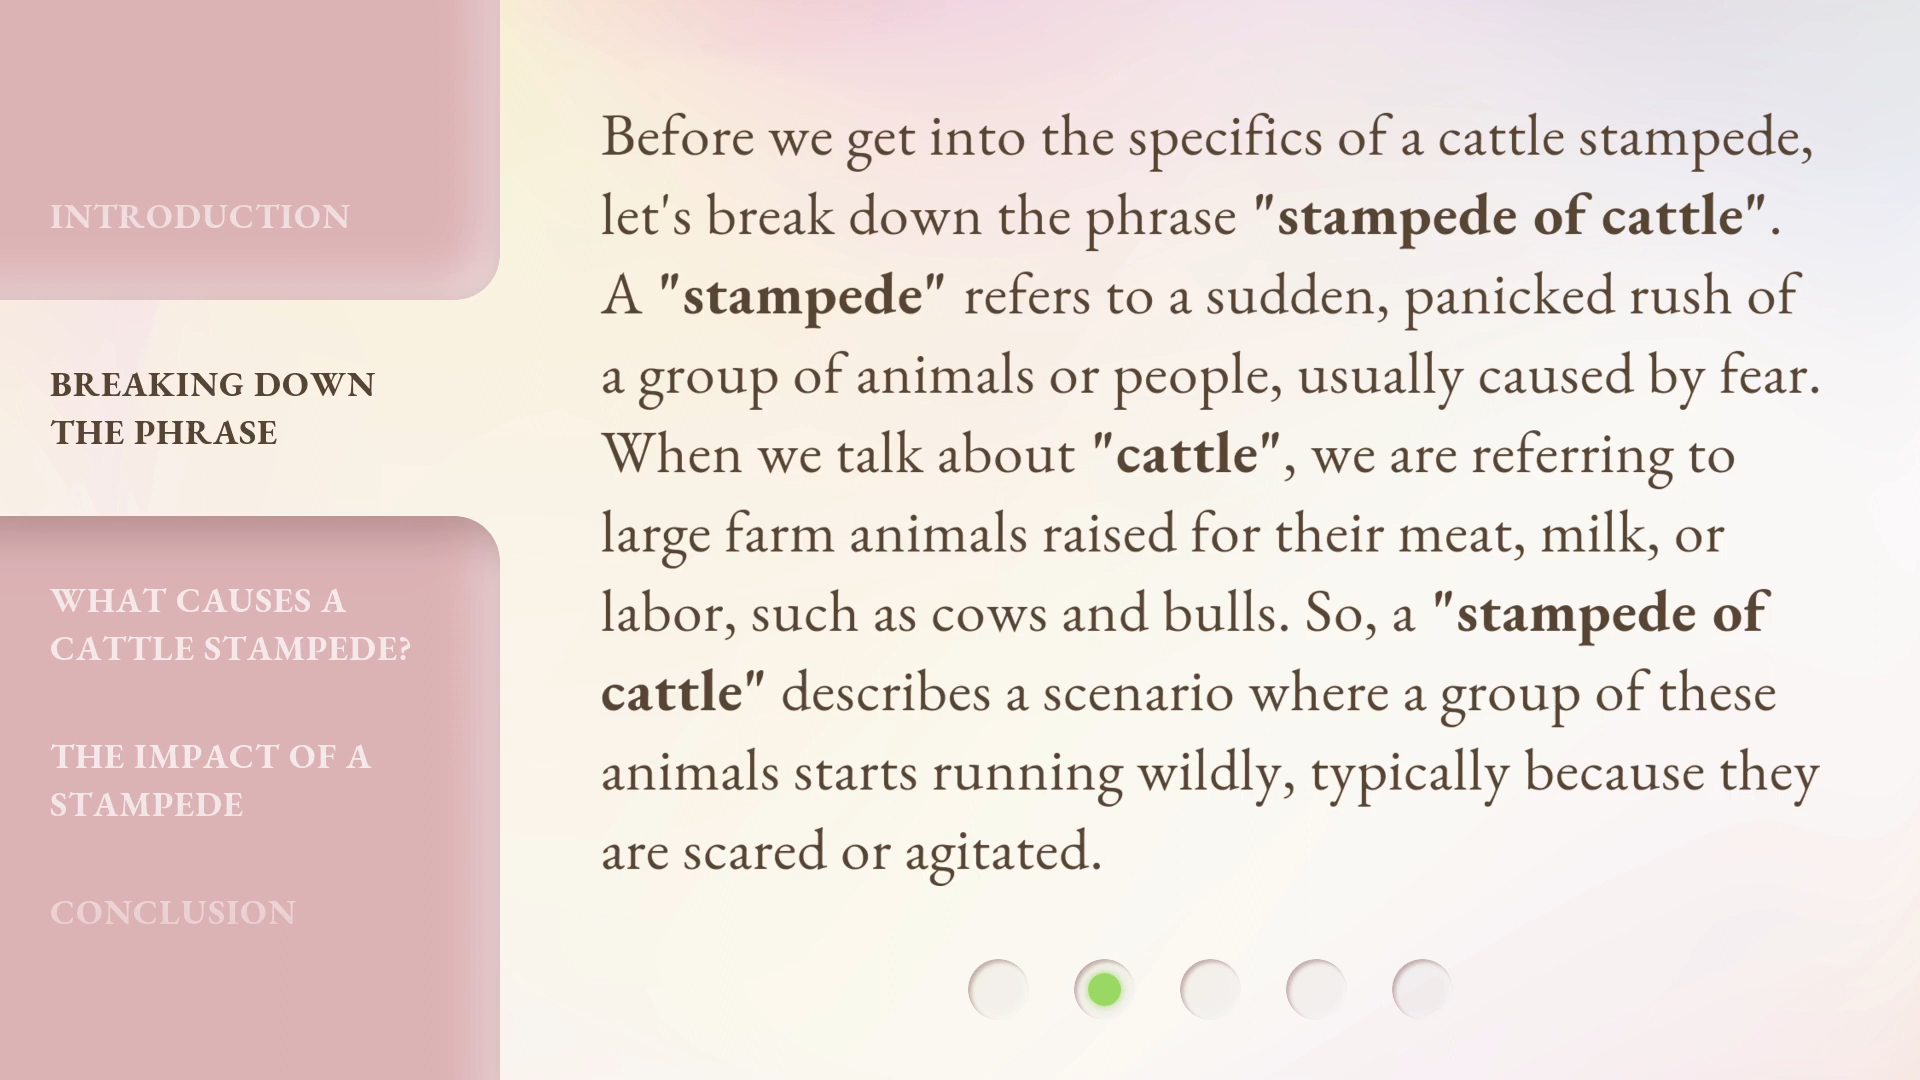 INTRODUCTION
BREAKING DOWN
THE PHRASE
WHAT CAUSES A
CATTLE STAMPEDE?
THE IMPACT OF A
STAMPEDE
CONCLUSION
Before we get into the specifics of a cattle stampede,
let's break down the phrase "stampede of cattle".
A "stampede" refers to a sudden, panicked rush of
a group of animals or people, usually caused by fear.
When we talk about "cattle", we are referring to
large farm animals raised for their meat, milk, or
labor, such as cows and bulls. So, a "stampede of
cattle" describes a scenario where a group of these
animals starts running wildly, typically because they
are scared or agitated.